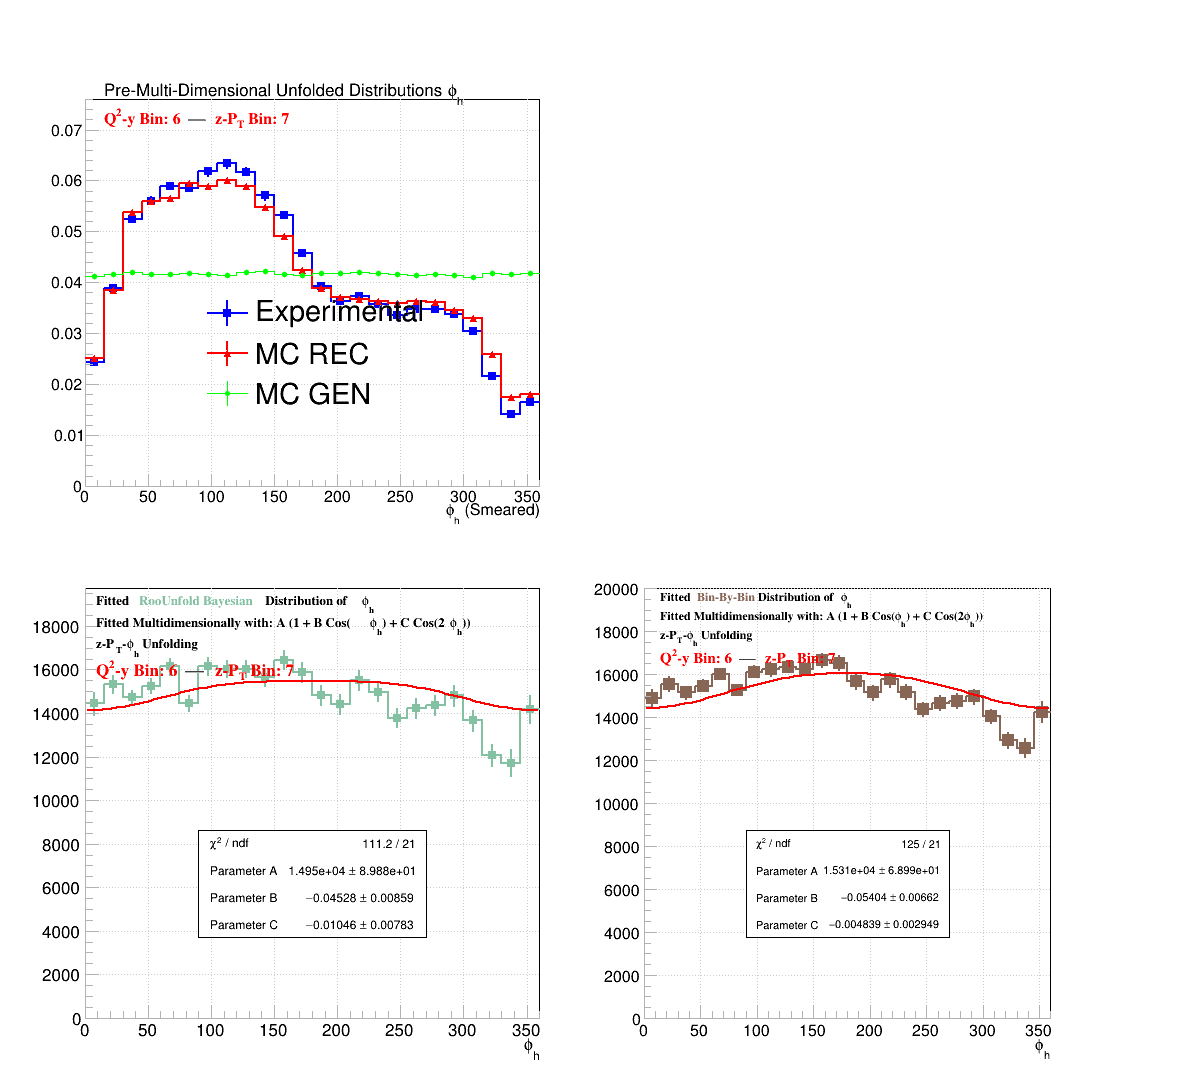 Pre-Multi-Dimensional Unfolded Distributions ϕh
Q2-y Bin: 6 — z-PT Bin: 7
0.07
0.06
0.05
0.04
0.03
0.02
0.01
0
Experimental
MC REC
MC GEN
0 50 100 150 200 250 300 350
ϕh (Smeared)
Fitted RooUnfold Bayesian Distribution of ϕh
Fitted Multidimensionally with: A (1 + B Cos( ϕh) + C Cos(2 ϕh))
z-PT-ϕh Unfolding
Q2-y Bin: 6 — z-PT Bin: 7
18000
16000
14000
12000
10000
8000
6000
4000
2000
0
χ2 / ndf 111.2 / 21
Parameter A 1.495e+04 ± 8.988e+01
Parameter B −0.04528 ± 0.00859
Parameter C −0.01046 ± 0.00783
0 50 100 150 200 250 300 350
ϕh
Fitted Bin-By-Bin Distribution of ϕh
Fitted Multidimensionally with: A (1 + B Cos(ϕh) + C Cos(2ϕh))
z-PT-ϕh Unfolding
Q2-y Bin: 6 — z-PT Bin: 7
20000
18000
16000
14000
12000
10000
8000
6000
4000
2000
0
χ2 / ndf 125 / 21
Parameter A 1.531e+04 ± 6.899e+01
Parameter B −0.05404 ± 0.00662
Parameter C −0.004839 ± 0.002949
0 50 100 150 200 250 300 350
ϕh